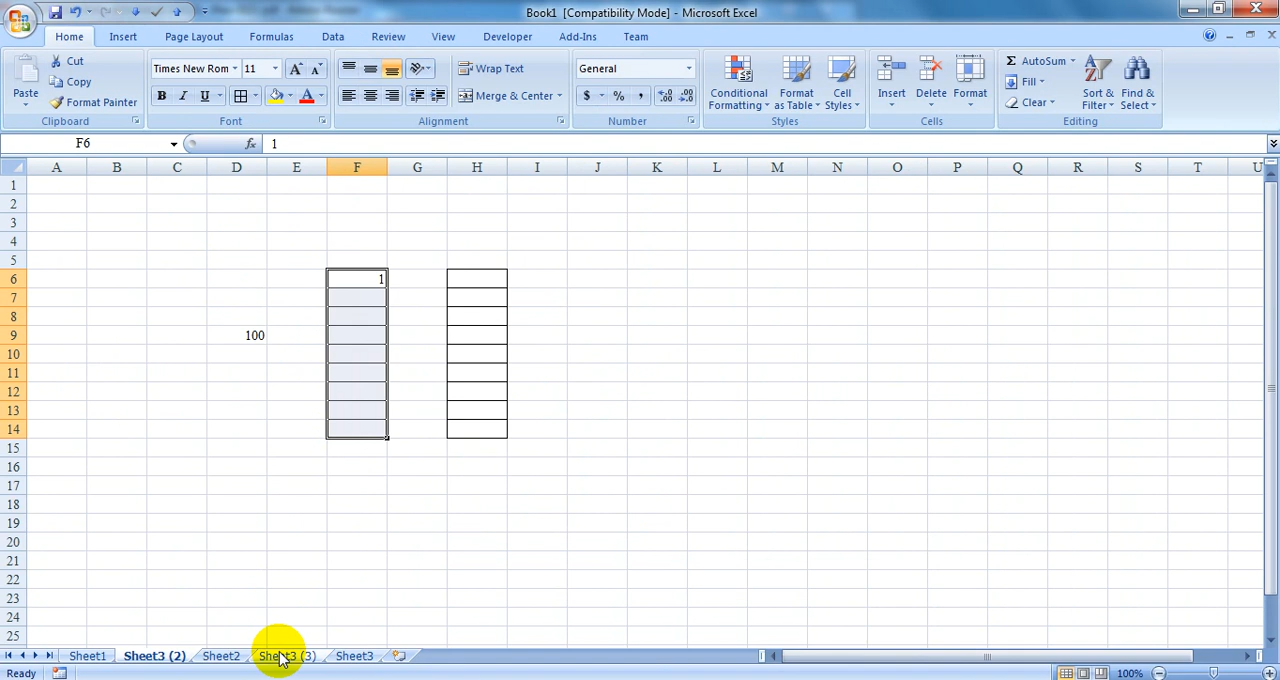 Book1 [Compatibility Mode] - Microsoft Excel
Home Insert Page Layout Formulas Data Review View Developer Add-Ins Team
Paste
Cut
Copy
Format Painter
Clipboard
Times New Rom 11
B I U A
Font
Wrap Text
Merge & Center
Alignment
General
$ % ,
Number
Conditional Formatting
Format as Table
Cell Styles
Styles
Insert
Delete
Format
Cells
Σ AutoSum
Fill
Clear
Sort & Filter
Find & Select
Editing
F6 fx 1
A B C D E F G H I J K L M N O P Q R S T U
1
2
3
4
5
6 1
7
8
9 100
10
11
12
13
14
15
16
17
18
19
20
21
22
23
24
25
Sheet1 Sheet3 (2) Sheet2 Sheet3 (3) Sheet3
Ready 100%